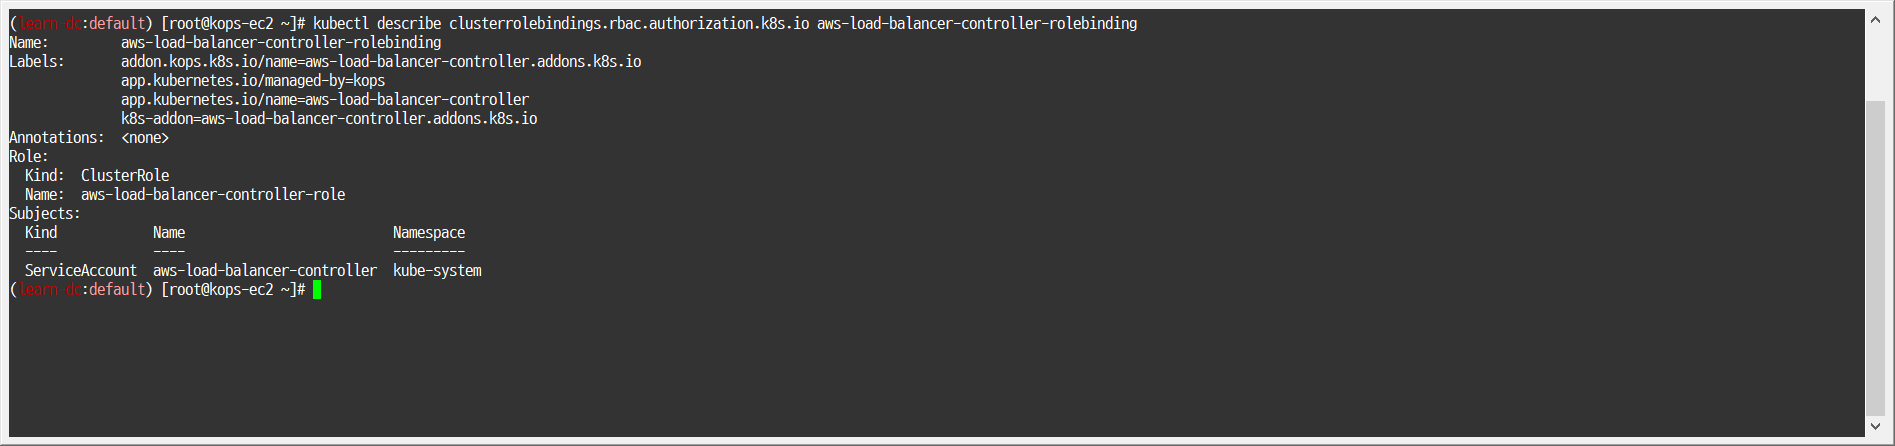 (learn-dc:default) [root@kops-ec2 ~]# kubectl describe clusterrolebindings.rbac.authorization.k8s.io aws-load-balancer-controller-rolebinding
Name:         aws-load-balancer-controller-rolebinding
Labels:       addon.kops.k8s.io/name=aws-load-balancer-controller.addons.k8s.io
              app.kubernetes.io/managed-by=kops
              app.kubernetes.io/name=aws-load-balancer-controller
              k8s-addon=aws-load-balancer-controller.addons.k8s.io
Annotations:  <none>
Role:
  Kind:  ClusterRole
  Name:  aws-load-balancer-controller-role
Subjects:
  Kind            Name                          Namespace
  ----            ----                          ---------
  ServiceAccount  aws-load-balancer-controller  kube-system
(learn-dc:default) [root@kops-ec2 ~]#